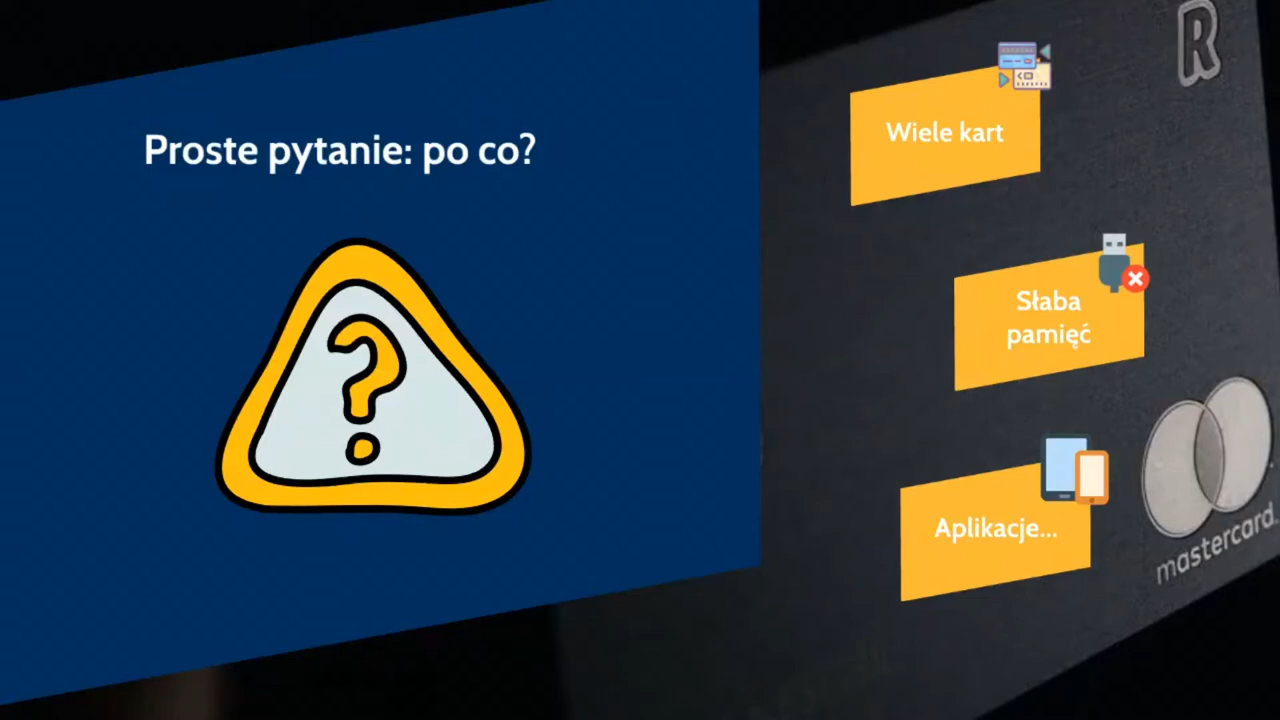 Proste pytanie: po co?
R
Wiele kart
Słaba
pamięć
Aplikacje...
mastercard.